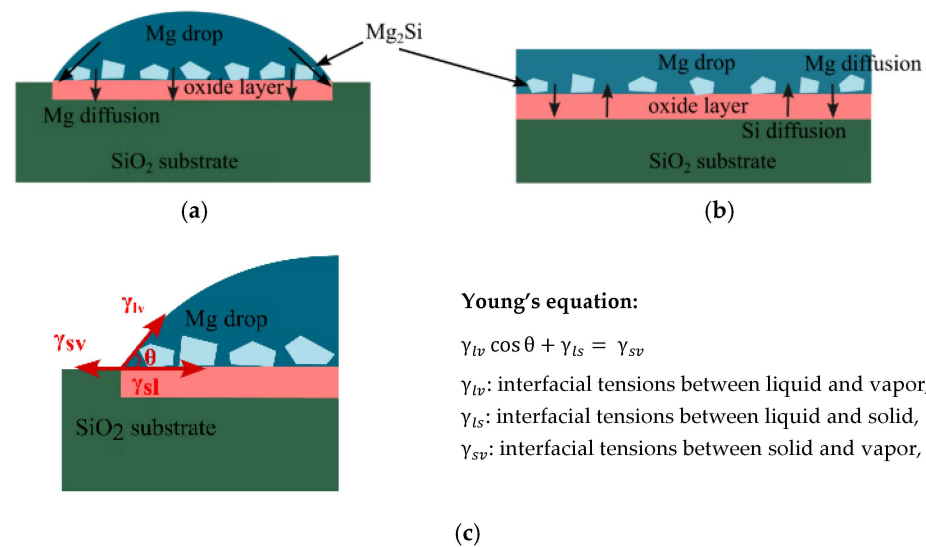 Mg drop
Mg₂Si
oxide layer
Mg diffusion
SiO₂ substrate
(a)
Mg drop
Mg diffusion
oxide layer
Si diffusion
SiO₂ substrate
(b)
γlv
Mg drop
γsv
θ
γsl
SiO2 substrate
Young's equation:
γ𝑙𝑣 cos θ + γ𝑙𝑠 = γ𝑠𝑣
γ𝑙𝑣: interfacial tensions between liquid and vapor,
γ𝑙𝑠: interfacial tensions between liquid and solid,
γ𝑠𝑣: interfacial tensions between solid and vapor,
(c)